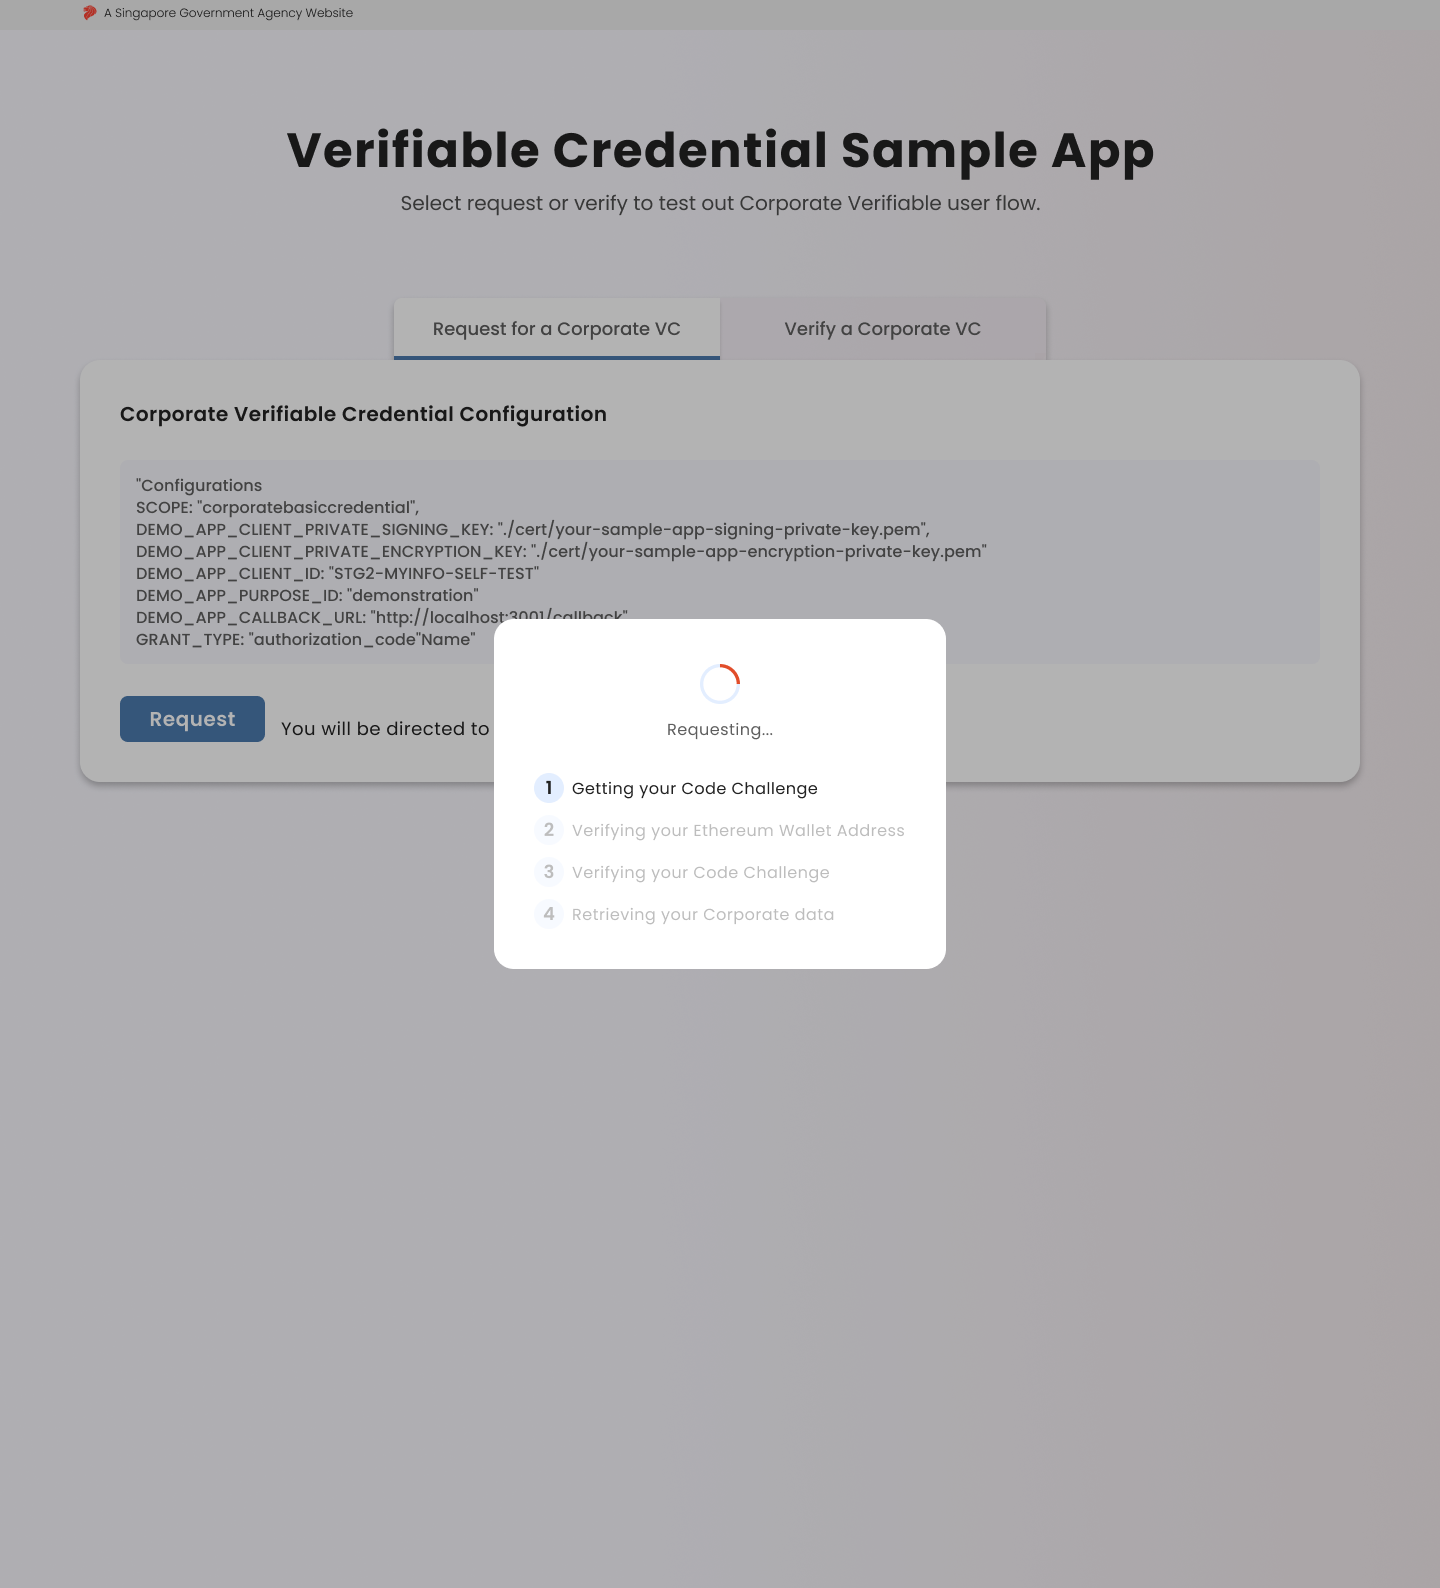 A Singapore Government Agency Website
Verifiable Credential Sample App
Select request or verify to test out Corporate Verifiable user flow.
Request for a Corporate VC
Verify a Corporate VC
Corporate Verifiable Credential Configuration
"Configurations
SCOPE: "corporatebasiccredential",
DEMO_APP_CLIENT_PRIVATE_SIGNING_KEY: "./cert/your-sample-app-signing-private-key.pem",
DEMO_APP_CLIENT_PRIVATE_ENCRYPTION_KEY: "./cert/your-sample-app-encryption-private-key.pem"
DEMO_APP_CLIENT_ID: "STG2-MYINFO-SELF-TEST"
DEMO_APP_PURPOSE_ID: "demonstration"
DEMO_APP_CALLBACK_URL: "http://localhost:3001/callback"
GRANT_TYPE: "authorization_code"Name"
Request
You will be directed to
Requesting...
1 Getting your Code Challenge
2 Verifying your Ethereum Wallet Address
3 Verifying your Code Challenge
4 Retrieving your Corporate data